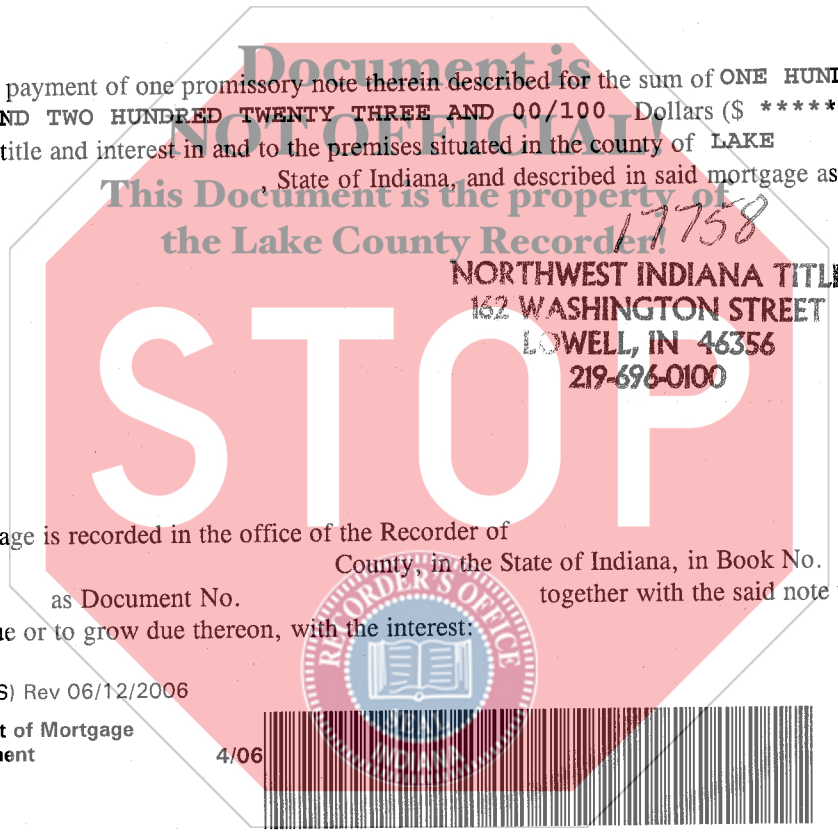 Document is
payment of one promissory note therein described for the sum of ONE HUND
ND TWO HUNDRED TWENTY THREE AND 00/100 Dollars ($ *****
NOT OFFICIAL!
title and interest in and to the premises situated in the county of LAKE
, State of Indiana, and described in said mortgage as
This Document is the property of
the Lake County Recorder!
17758
NORTHWEST INDIANA TITLE
162 WASHINGTON STREET
LOWELL, IN 46356
219-696-0100
STOP
age is recorded in the office of the Recorder of
County, in the State of Indiana, in Book No.
as Document No. together with the said note
ue or to grow due thereon, with the interest:
RECORDER'S OFFICE
SEAL
INDIANA
S) Rev 06/12/2006
t of Mortgage
ent 4/06